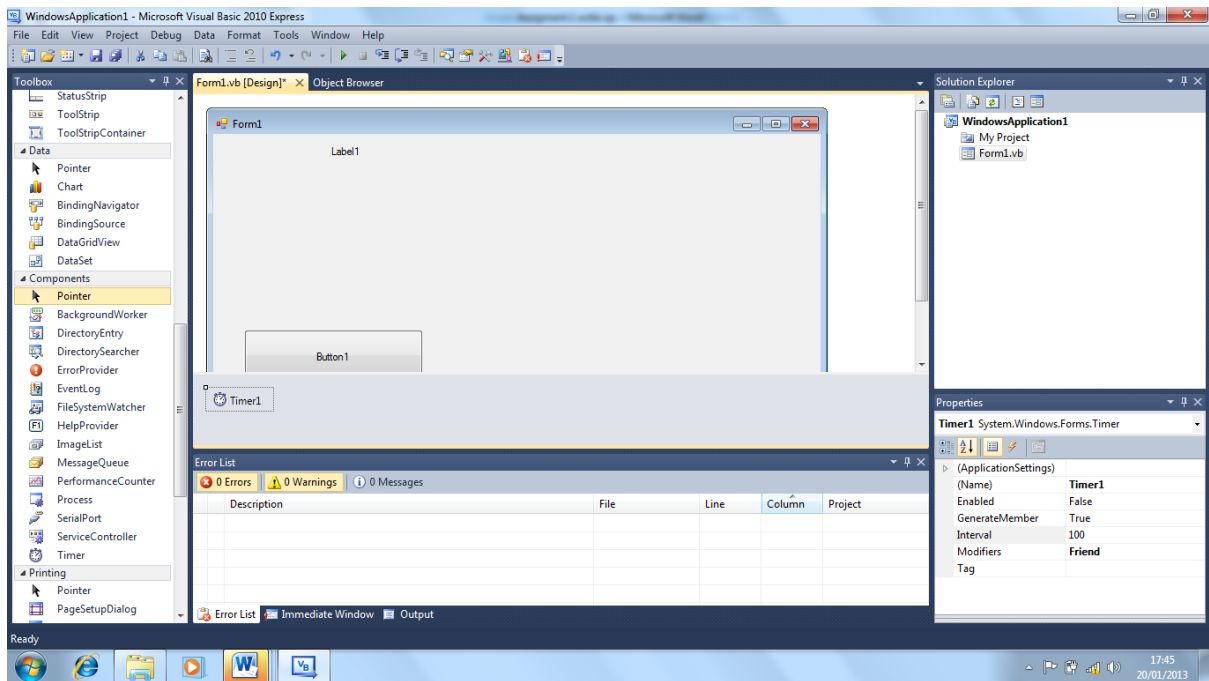 WindowsApplication1 - Microsoft Visual Basic 2010 Express
File Edit View Project Debug Data Format Tools Window Help
Toolbox
StatusStrip
ToolStrip
ToolStripContainer
Data
Pointer
Chart
BindingNavigator
BindingSource
DataGridView
DataSet
Components
Pointer
BackgroundWorker
DirectoryEntry
DirectorySearcher
ErrorProvider
EventLog
FileSystemWatcher
HelpProvider
ImageList
MessageQueue
PerformanceCounter
Process
SerialPort
ServiceController
Timer
Printing
Pointer
PageSetupDialog
Form1.vb [Design]* Object Browser
Form1
Label1
Button1
Timer1
Error List
0 Errors 0 Warnings 0 Messages
Description File Line Column Project
Error List Immediate Window Output
Solution Explorer
WindowsApplication1
My Project
Form1.vb
Properties
Timer1 System.Windows.Forms.Timer
(ApplicationSettings)
(Name) Timer1
Enabled False
GenerateMember True
Interval 100
Modifiers Friend
Tag
Ready
17:45
20/01/2013